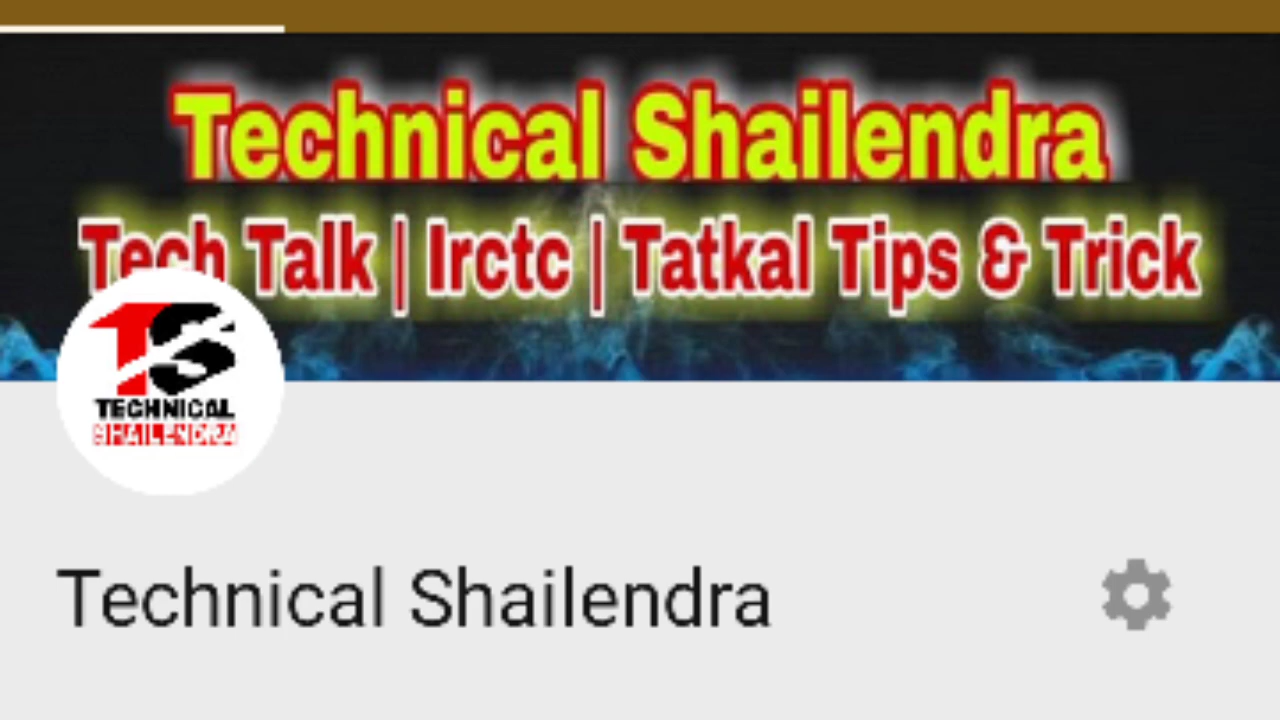 Technical Shailendra
Tech Talk | Irctc | Tatkal Tips & Trick
TS
TECHNICAL
SHAILENDRA
Technical Shailendra